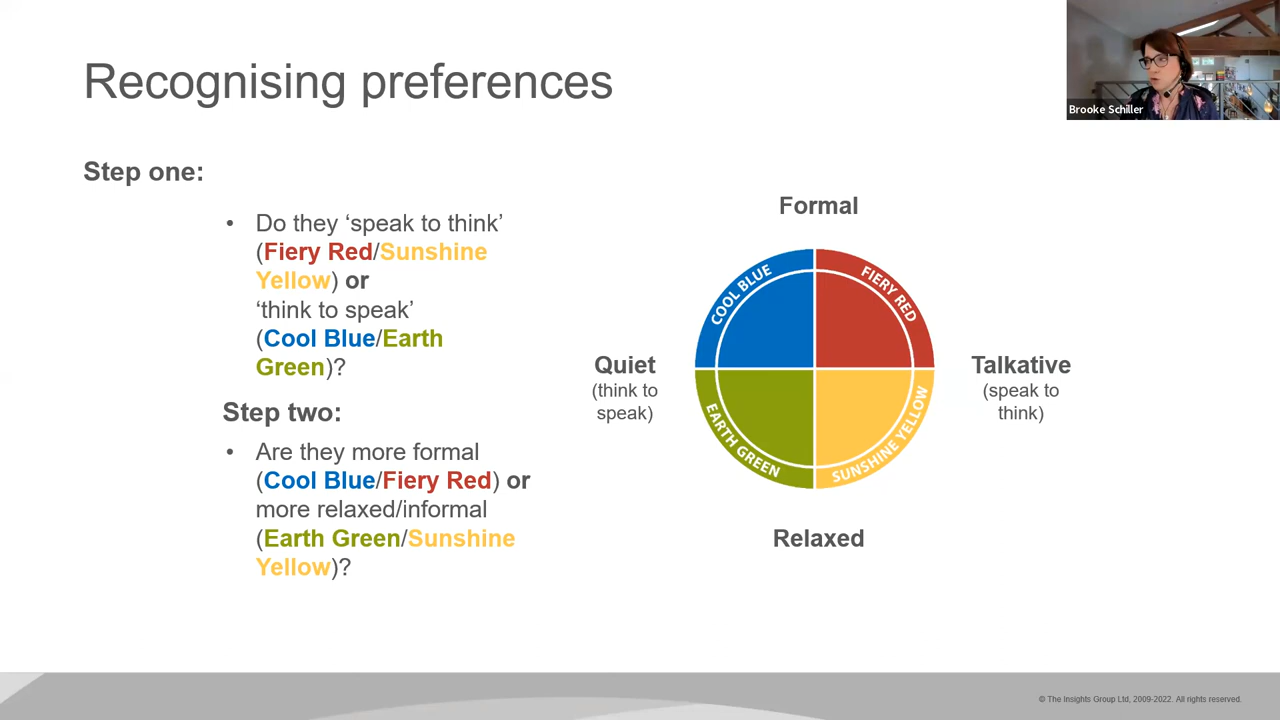 Recognising preferences
Brooke Schiller
Step one:
• Do they ‘speak to think’
(Fiery Red/Sunshine
Yellow) or
‘think to speak’
(Cool Blue/Earth
Green)?
Step two:
• Are they more formal
(Cool Blue/Fiery Red) or
more relaxed/informal
(Earth Green/Sunshine
Yellow)?
Formal
COOL BLUE
FIERY RED
Quiet
(think to
speak)
Talkative
(speak to
think)
EARTH GREEN
SUNSHINE YELLOW
Relaxed
© The Insights Group Ltd, 2009-2022. All rights reserved.